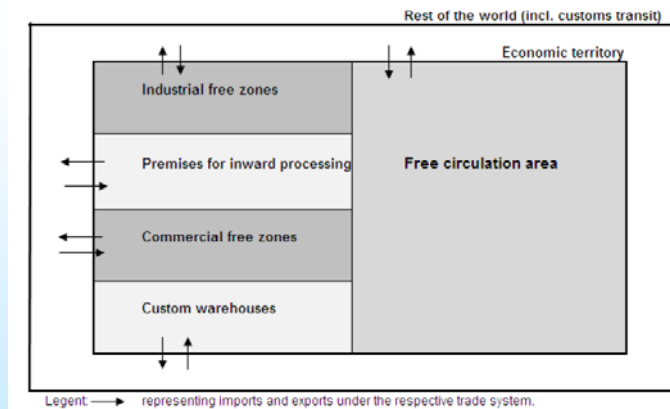 Rest of the world (incl. customs transit)
Economic territory
Industrial free zones
Premises for inward processing
Free circulation area
Commercial free zones
Custom warehouses
Legent: representing imports and exports under the respective trade system.